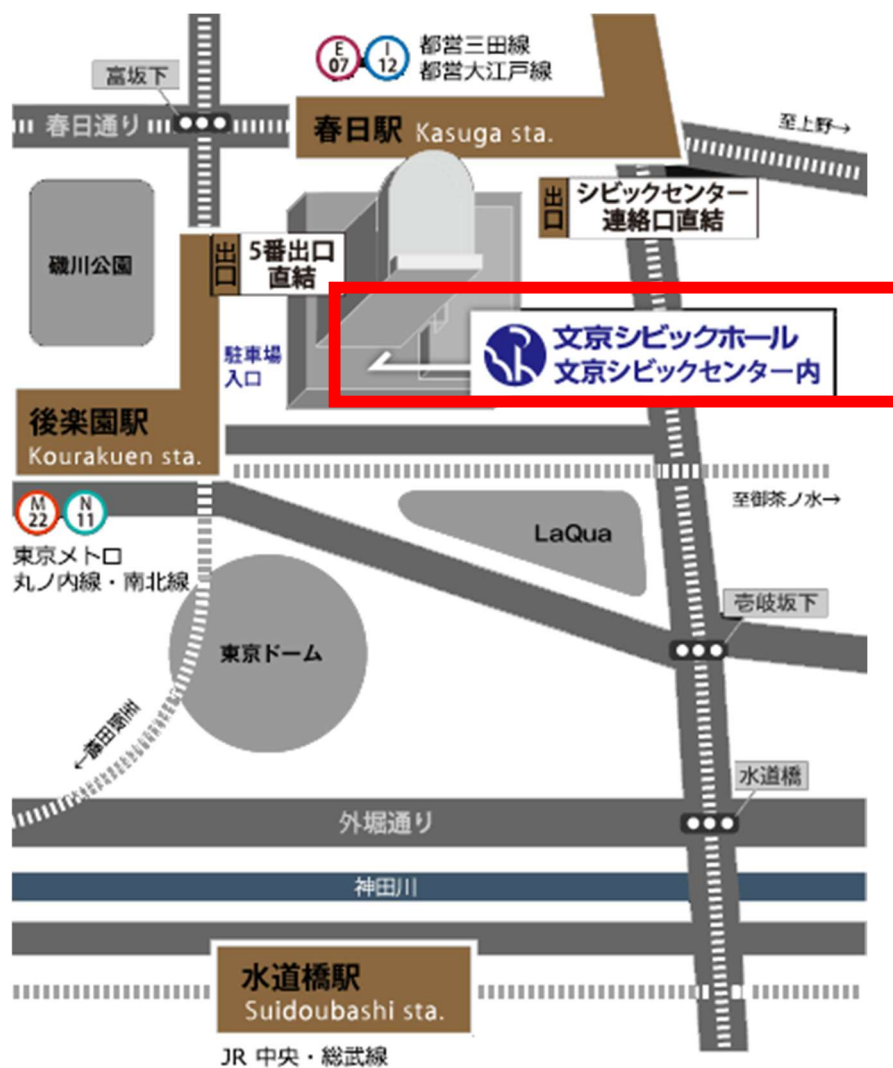 E
07
I
12
都営三田線
都営大江戸線
富坂下
春日通り
春日駅 Kasuga sta.
至上野→
出口
シビックセンター
連絡口直結
出口
5番出口
直結
礫川公園
駐車場
入口
文京シビックホール
文京シビックセンター内
後楽園駅
Kourakuen sta.
M
22
N
11
東京メトロ
丸ノ内線・南北線
至御茶ノ水→
LaQua
壱岐坂下
東京ドーム
至飯田橋→
水道橋
外堀通り
神田川
水道橋駅
Suidoubashi sta.
JR 中央・総武線